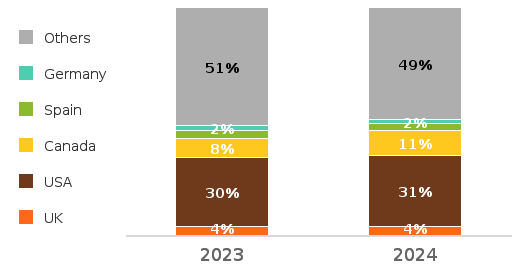 Others
Germany
Spain
Canada
USA
UK
51%
2%
8%
30%
4%
49%
2%
11%
31%
4%
2023
2024